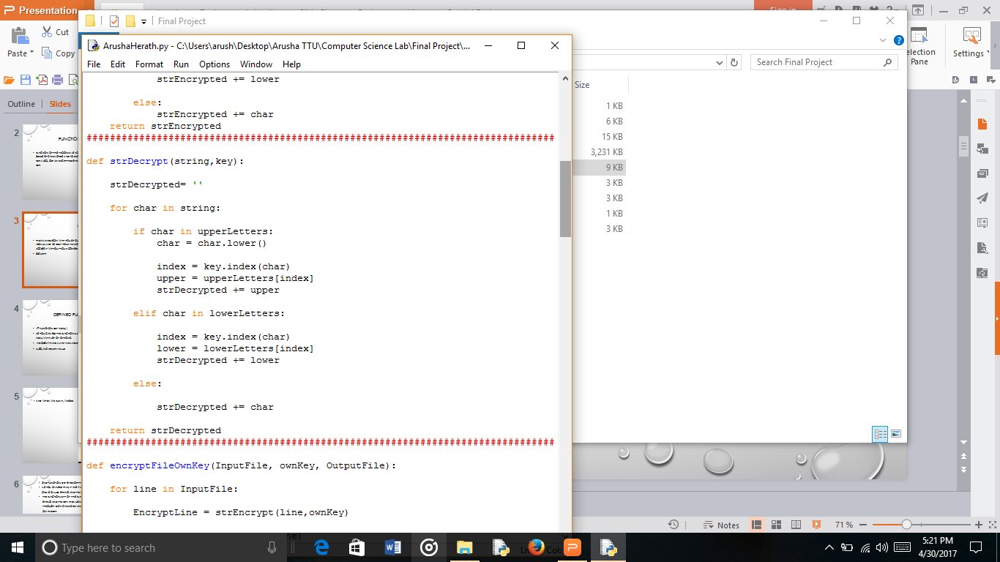 Presentation
Sign in
Final Project
Cut
Paste
Copy
Selection
Pane
Settings
ArushaHerath.py - C:\Users\arush\Desktop\Arusha TTU\Computer Science Lab\Final Project\...
File Edit Format Run Options Window Help
Search Final Project
Size
1 KB
6 KB
15 KB
3,231 KB
9 KB
3 KB
3 KB
1 KB
3 KB
Outline Slides
2
3
4
DEFINED FU
5
6
strEncrypted += lower
else:
strEncrypted += char
return strEncrypted
################################################################################
def strDecrypt(string,key):
strDecrypted= ''
for char in string:
if char in upperLetters:
char = char.lower()
index = key.index(char)
upper = upperLetters[index]
strDecrypted += upper
elif char in lowerLetters:
index = key.index(char)
lower = lowerLetters[index]
strDecrypted += lower
else:
strDecrypted += char
return strDecrypted
################################################################################
def encryptFileOwnKey(InputFile, ownKey, OutputFile):
for line in InputFile:
EncryptLine = strEncrypt(line,ownKey)
Notes
71 %
Type here to search
5:21 PM
4/30/2017